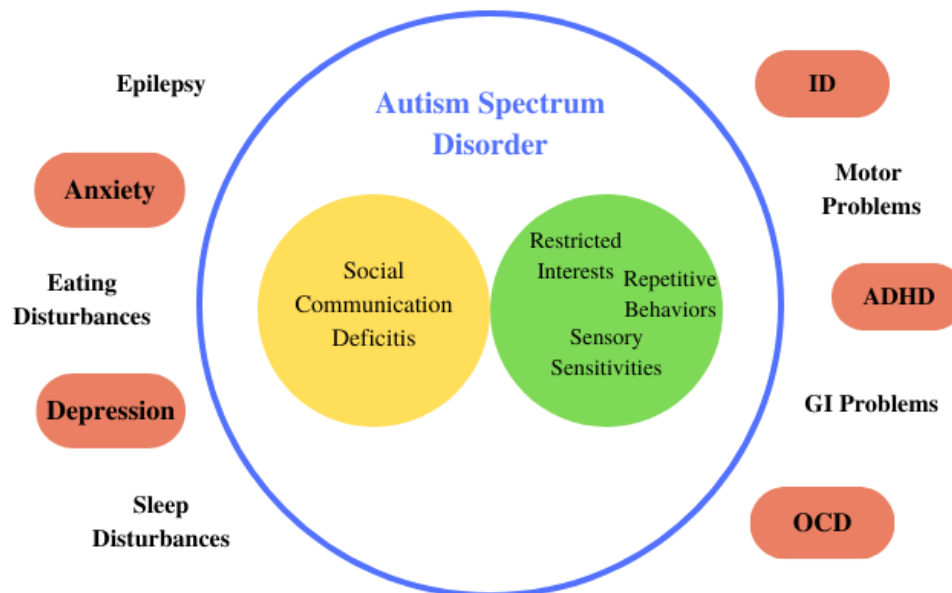 Autism Spectrum
Disorder
Epilepsy
Anxiety
Eating
Disturbances
Depression
Sleep
Disturbances
Social
Communication
Deficitis
Restricted
Interests
Repetitive
Behaviors
Sensory
Sensitivities
ID
Motor
Problems
ADHD
GI Problems
OCD